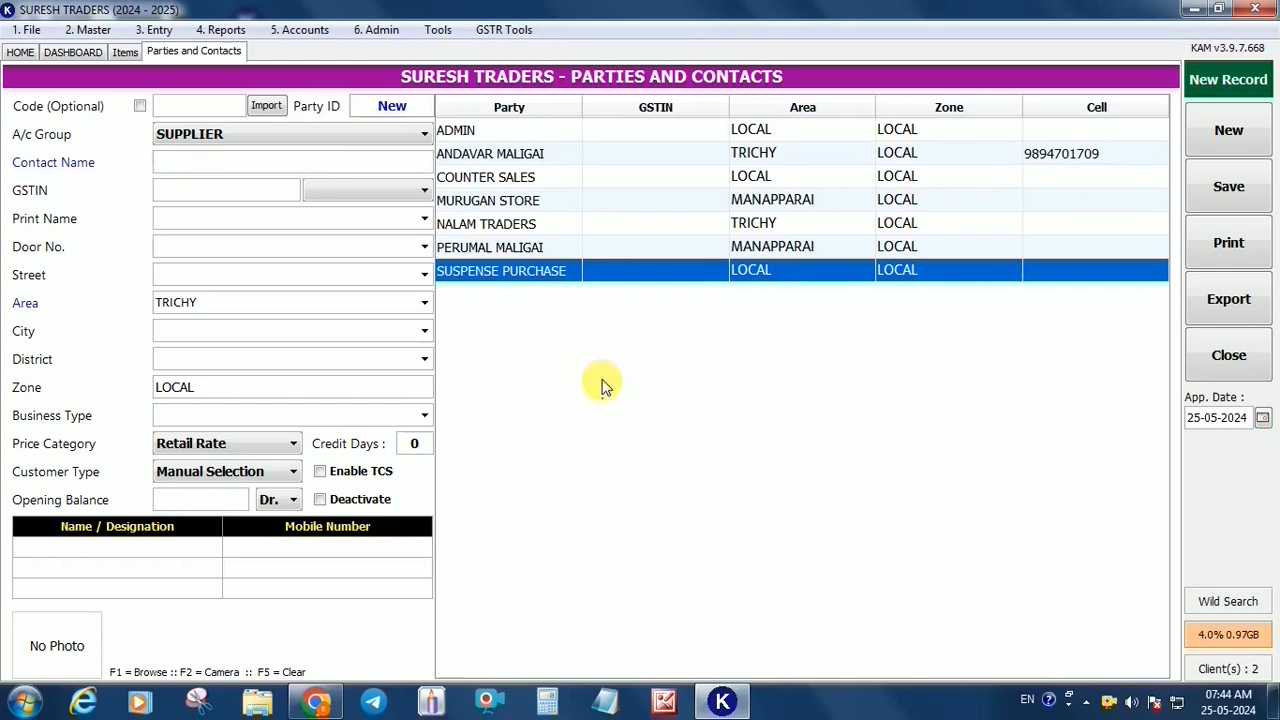 SURESH TRADERS (2024 - 2025)
1. File 2. Master 3. Entry 4. Reports 5. Accounts 6. Admin Tools GSTR Tools
HOME DASHBOARD Items Parties and Contacts KAM v3.9.7.668
SURESH TRADERS - PARTIES AND CONTACTS New Record
Code (Optional) Import Party ID New Party GSTIN Area Zone Cell
ADMIN LOCAL LOCAL New
A/c Group SUPPLIER
ANDAVAR MALIGAI TRICHY LOCAL 9894701709
Contact Name
COUNTER SALES LOCAL LOCAL
GSTIN Save
MURUGAN STORE MANAPPARAI LOCAL
Print Name
NALAM TRADERS TRICHY LOCAL
Door No. PERUMAL MALIGAI MANAPPARAI LOCAL Print
Street SUSPENSE PURCHASE LOCAL LOCAL
Area TRICHY Export
City
District Close
Zone LOCAL
App. Date :
Business Type 25-05-2024
Price Category Retail Rate Credit Days : 0
Customer Type Manual Selection Enable TCS
Opening Balance Dr. Deactivate
Name / Designation Mobile Number
Wild Search
No Photo 4.0% 0.97GB
F1 = Browse :: F2 = Camera :: F5 = Clear Client(s) : 2
K EN 07:44 AM
25-05-2024